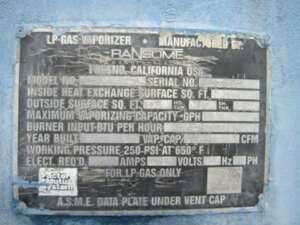 LP-GAS VAPORIZER MANUFACTURED BY:
RANSOME
FRESNO, CALIFORNIA USA
MODEL NO. SERIAL NO.
INSIDE HEAT EXCHANGE SURFACE SQ. FT.
OUTSIDE SURFACE SQ. FT.
MAXIMUM VAPORIZING CAPACITY-GPH
BURNER INPUT-BTU PER HOUR
YEAR BUILT VAP. CAP. CFM
WORKING PRESSURE 250-PSI-AT 650° F
ELECT. REQ'D. AMPS VOLTS Hz PH
FOR LP-GAS ONLY
Factory
Mutual
System
A.S.M.E. DATA PLATE UNDER VENT CAP